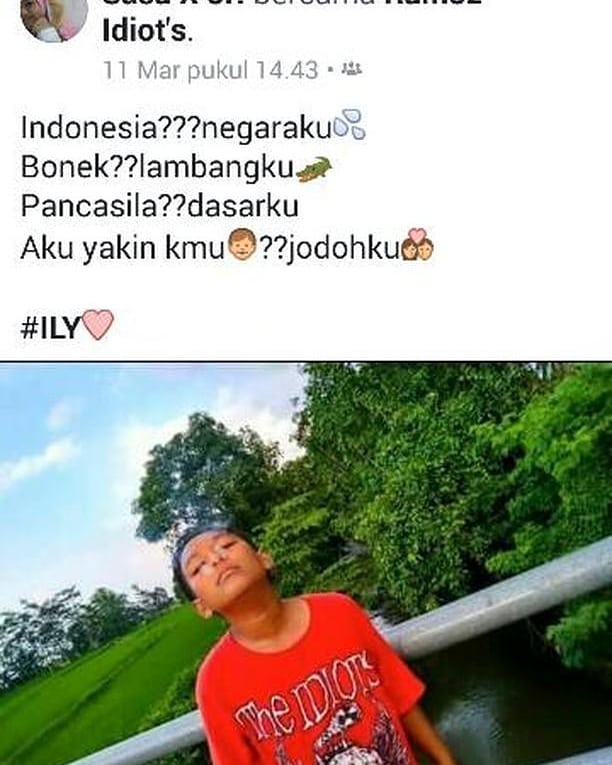 Idiot's.
11 Mar pukul 14.43 •
Indonesia???negaraku💦
Bonek??lambangku🐊
Pancasila??dasarku
Aku yakin kmu👦??jodohku💑
#ILY❤
The IDIOTS